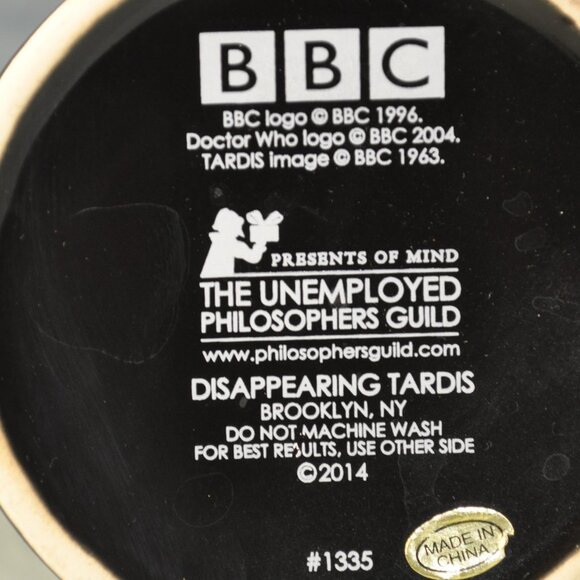 BBC
BBC logo © BBC 1996.
Doctor Who logo © BBC 2004.
TARDIS image © BBC 1963.
PRESENTS OF MIND
THE UNEMPLOYED
PHILOSOPHERS GUILD
www.philosophersguild.com
DISAPPEARING TARDIS
BROOKLYN, NY
DO NOT MACHINE WASH
FOR BEST RESULTS, USE OTHER SIDE
©2014
MADE IN
CHINA
#1335